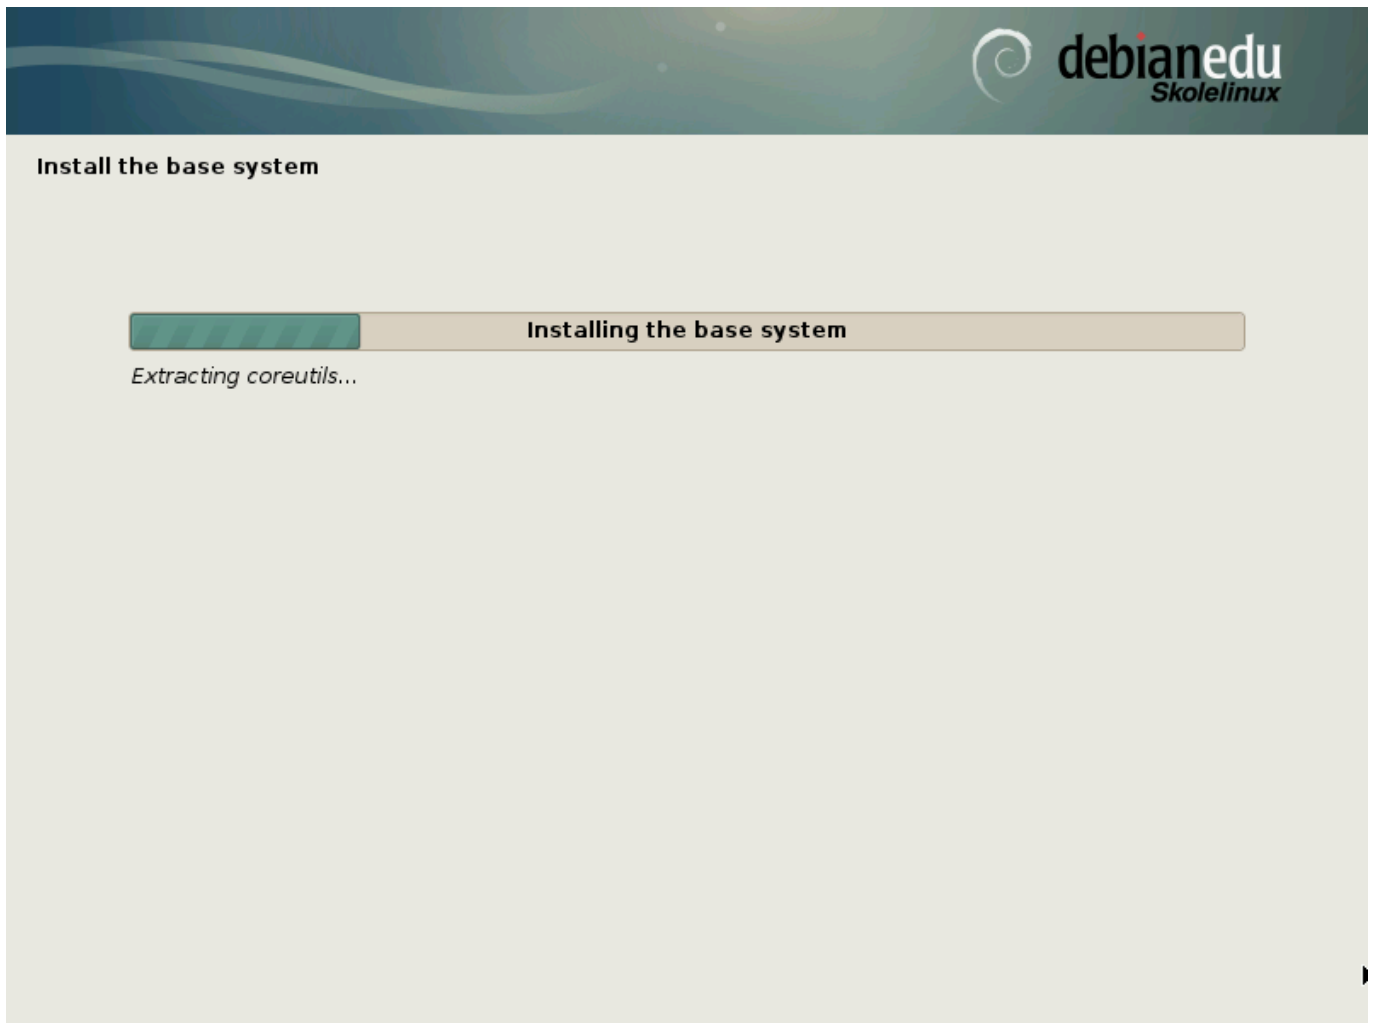 debianedu
Skolelinux
Install the base system
Installing the base system
Extracting coreutils...